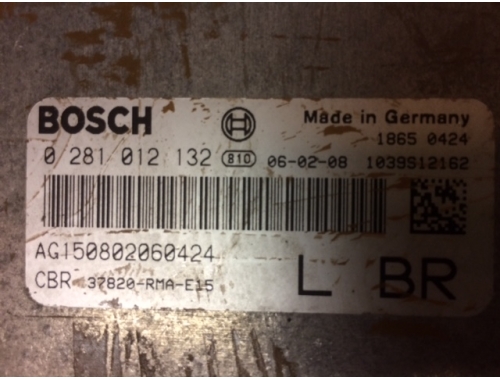 BOSCH Made in Germany
1865 0424
0 281 012 132 810 06-02-08 1039S12162
AG150802060424
CBR 37820-RMA-E15 L BR